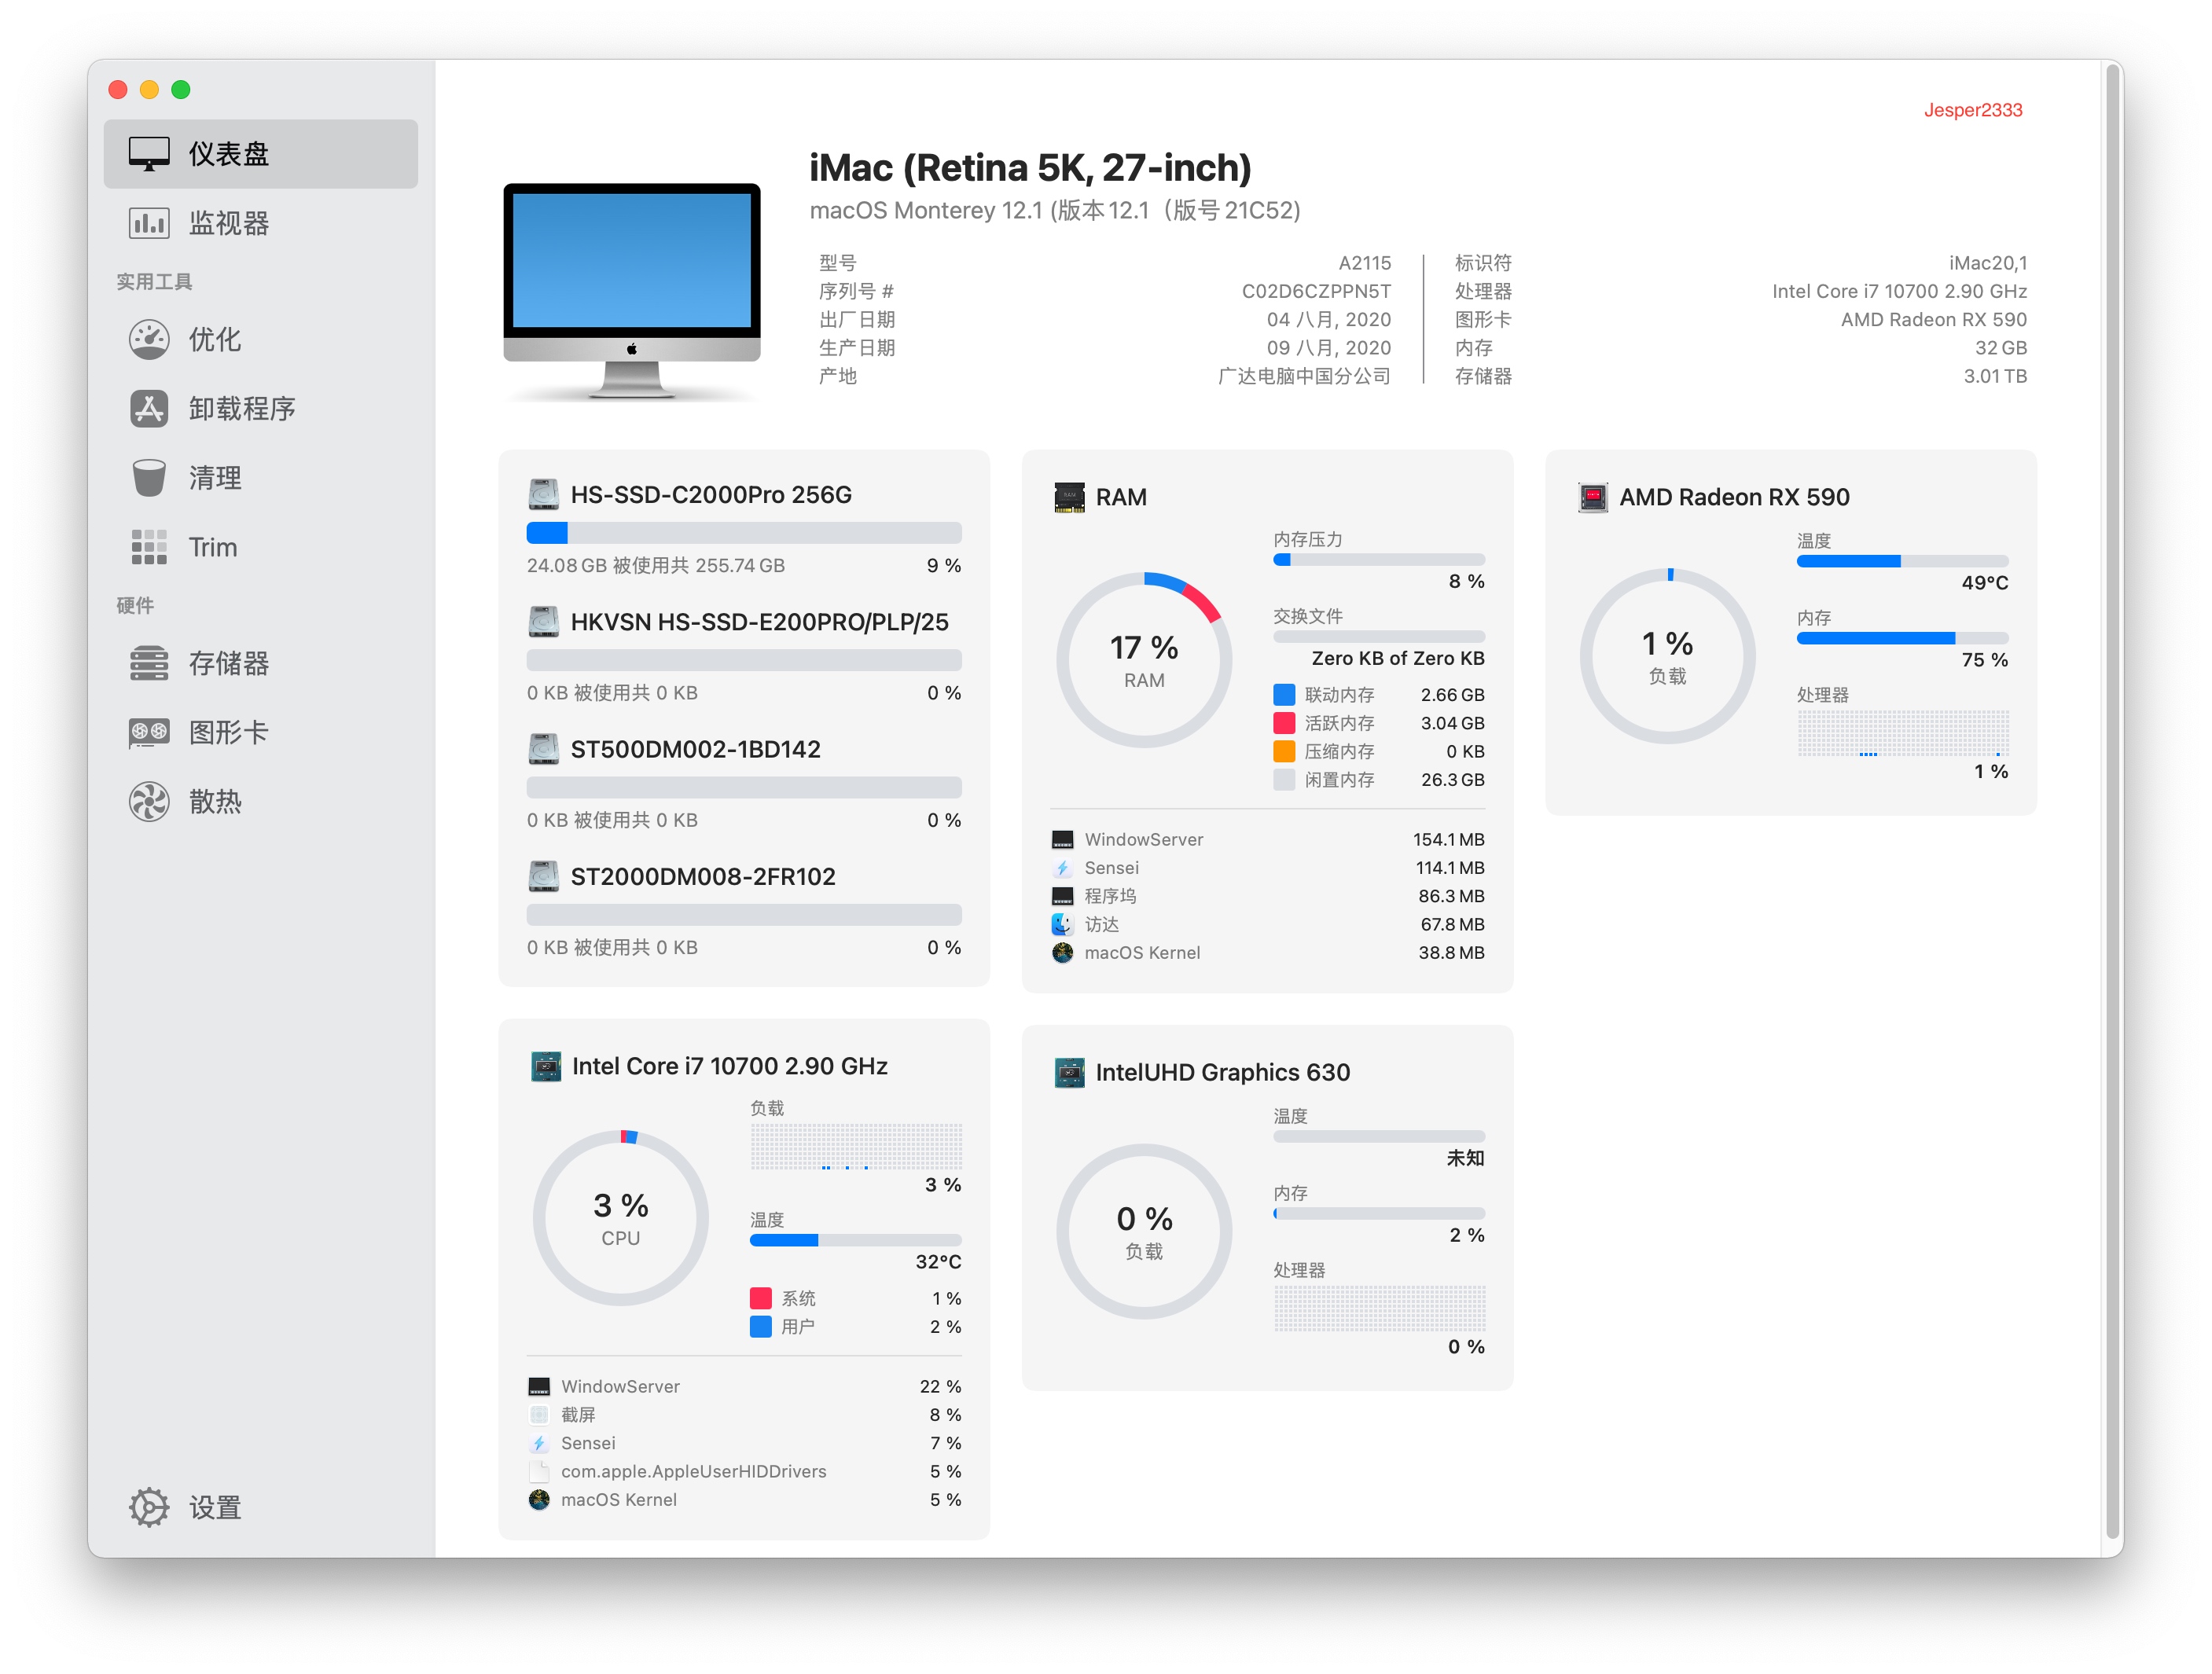 Jesper2333
仪表盘
监视器
实用工具
优化
卸载程序
清理
Trim
硬件
存储器
图形卡
散热
设置
iMac (Retina 5K, 27-inch)
macOS Monterey 12.1 (版本 12.1（版号 21C52)
型号 A2115
序列号 # C02D6CZPPN5T
出厂日期 04 八月, 2020
生产日期 09 八月, 2020
产地 广达电脑中国分公司
标识符 iMac20,1
处理器 Intel Core i7 10700 2.90 GHz
图形卡 AMD Radeon RX 590
内存 32 GB
存储器 3.01 TB
HS-SSD-C2000Pro 256G
24.08 GB 被使用共 255.74 GB 9 %
HKVSN HS-SSD-E200PRO/PLP/25
0 KB 被使用共 0 KB 0 %
ST500DM002-1BD142
0 KB 被使用共 0 KB 0 %
ST2000DM008-2FR102
0 KB 被使用共 0 KB 0 %
RAM
17 %
RAM
内存压力
8 %
交换文件
Zero KB of Zero KB
联动内存 2.66 GB
活跃内存 3.04 GB
压缩内存 0 KB
闲置内存 26.3 GB
WindowServer 154.1 MB
Sensei 114.1 MB
程序坞 86.3 MB
访达 67.8 MB
macOS Kernel 38.8 MB
AMD Radeon RX 590
1 %
负载
温度
49°C
内存
75 %
处理器
1 %
Intel Core i7 10700 2.90 GHz
3 %
CPU
负载
3 %
温度
32°C
系统 1 %
用户 2 %
WindowServer 22 %
截屏 8 %
Sensei 7 %
com.apple.AppleUserHIDDrivers 5 %
macOS Kernel 5 %
IntelUHD Graphics 630
0 %
负载
温度
未知
内存
2 %
处理器
0 %